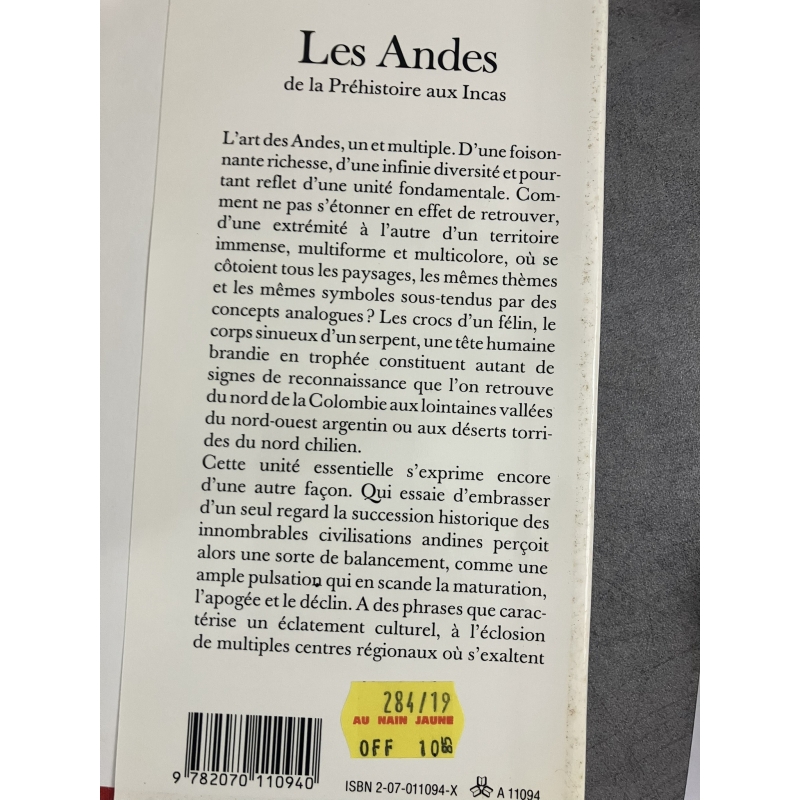 Les Andes
de la Préhistoire aux Incas
L'art des Andes, un et multiple. D'une foison-
nante richesse, d'une infinie diversité et pour-
tant reflet d'une unité fondamentale. Com-
ment ne pas s'étonner en effet de retrouver,
d'une extrémité à l'autre d'un territoire
immense, multiforme et multicolore, où se
côtoient tous les paysages, les mêmes thèmes
et les mêmes symboles sous-tendus par des
concepts analogues ? Les crocs d'un félin, le
corps sinueux d'un serpent, une tête humaine
brandie en trophée constituent autant de
signes de reconnaissance que l'on retrouve
du nord de la Colombie aux lointaines vallées
du nord-ouest argentin ou aux déserts torri-
des du nord chilien.
Cette unité essentielle s'exprime encore
d'une autre façon. Qui essaie d'embrasser
d'un seul regard la succession historique des
innombrables civilisations andines perçoit
alors une sorte de balancement, comme une
ample pulsation qui en scande la maturation,
l'apogée et le déclin. A des phrases que carac-
térise un éclatement culturel, à l'éclosion
de multiples centres régionaux où s'exaltent
284/19
AU NAIN JAUNE
OFF 10
9 782070 110940
ISBN 2-07-011094-X A 11094